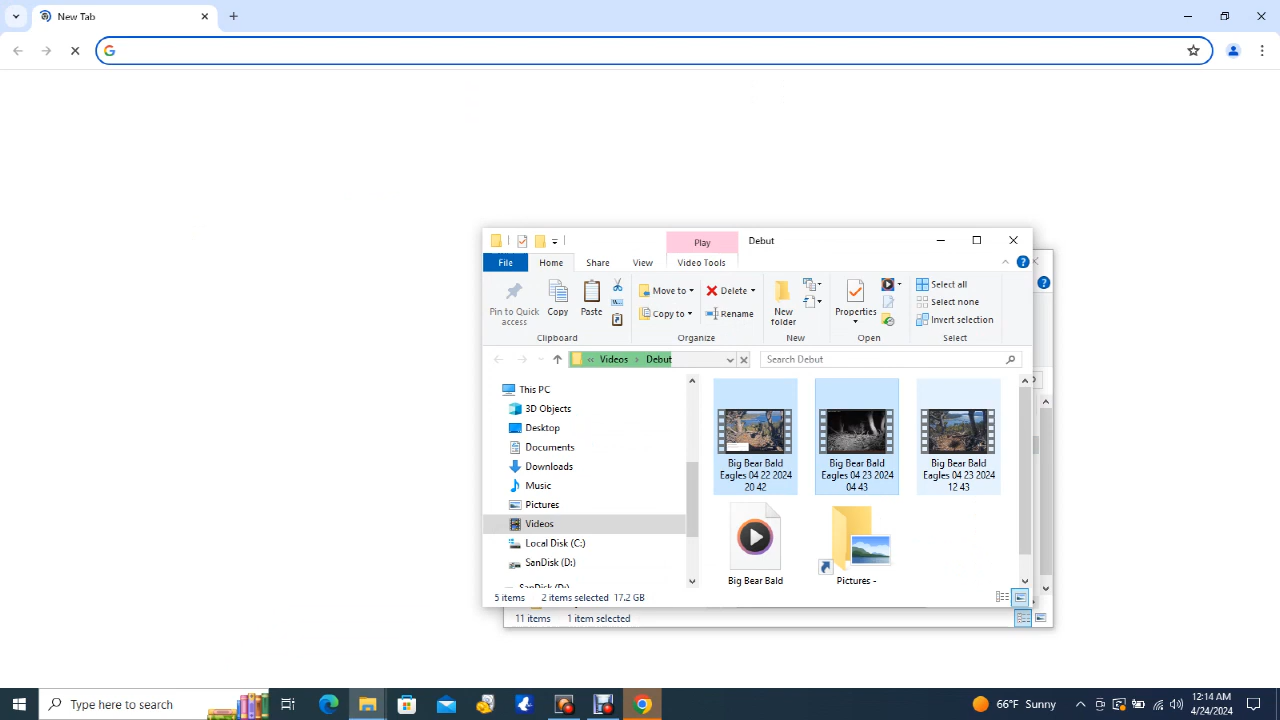 New Tab
Debut
Play
File
Home
Share
View
Video Tools
Pin to Quick access
Copy
Paste
Move to
Copy to
Delete
Rename
New folder
Properties
Select all
Select none
Invert selection
Clipboard
Organize
New
Open
Select
« Videos › Debut
Search Debut
This PC
3D Objects
Desktop
Documents
Downloads
Music
Pictures
Videos
Local Disk (C:)
SanDisk (D:)
SanDisk (D:)
Big Bear Bald
Eagles 04 22 2024
20 42
Big Bear Bald
Eagles 04 23 2024
04 43
Big Bear Bald
Eagles 04 23 2024
12 43
Big Bear Bald
Pictures -
5 items
2 items selected 17.2 GB
11 items
1 item selected
Type here to search
66°F Sunny
12:14 AM
4/24/2024